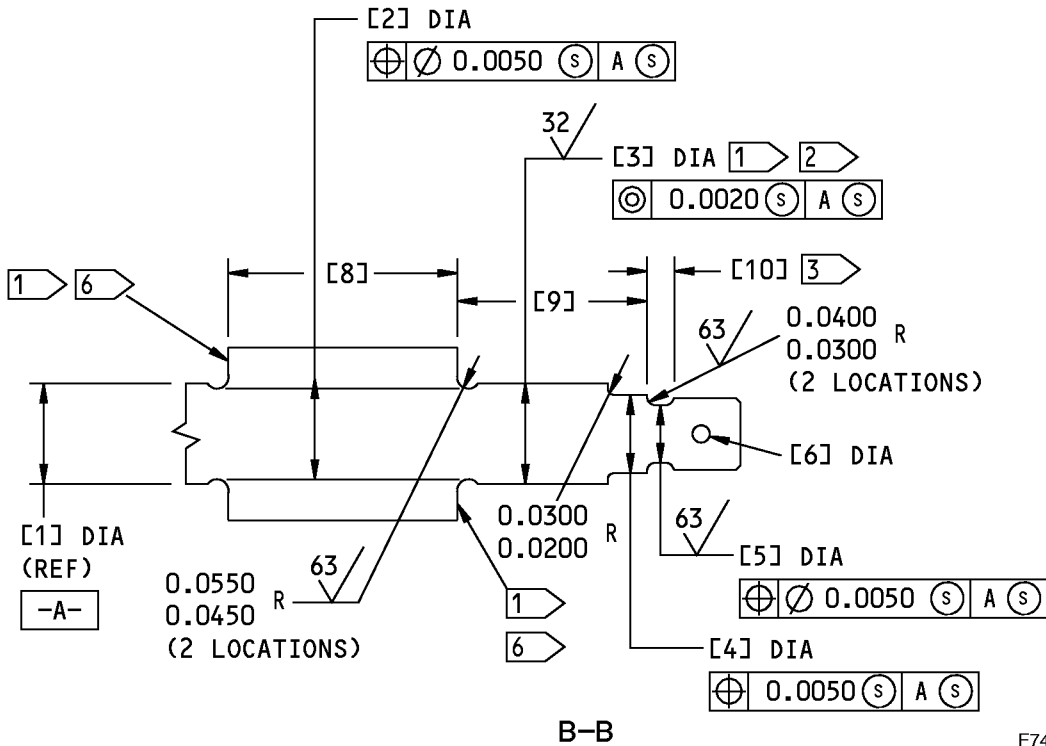 [2] DIA
⌖ ⌀ 0.0050 Ⓢ A Ⓢ
32
[3] DIA 1 2
◎ 0.0020 Ⓢ A Ⓢ
1 6
[8]
[9]
[10] 3
63
0.0400
0.0300 R
(2 LOCATIONS)
[6] DIA
[1] DIA
(REF)
-A-
0.0550
0.0450 R
(2 LOCATIONS)
63
0.0300
0.0200 R
1
6
63
[5] DIA
⌖ ⌀ 0.0050 Ⓢ A Ⓢ
[4] DIA
⌖ 0.0050 Ⓢ A Ⓢ
B-B